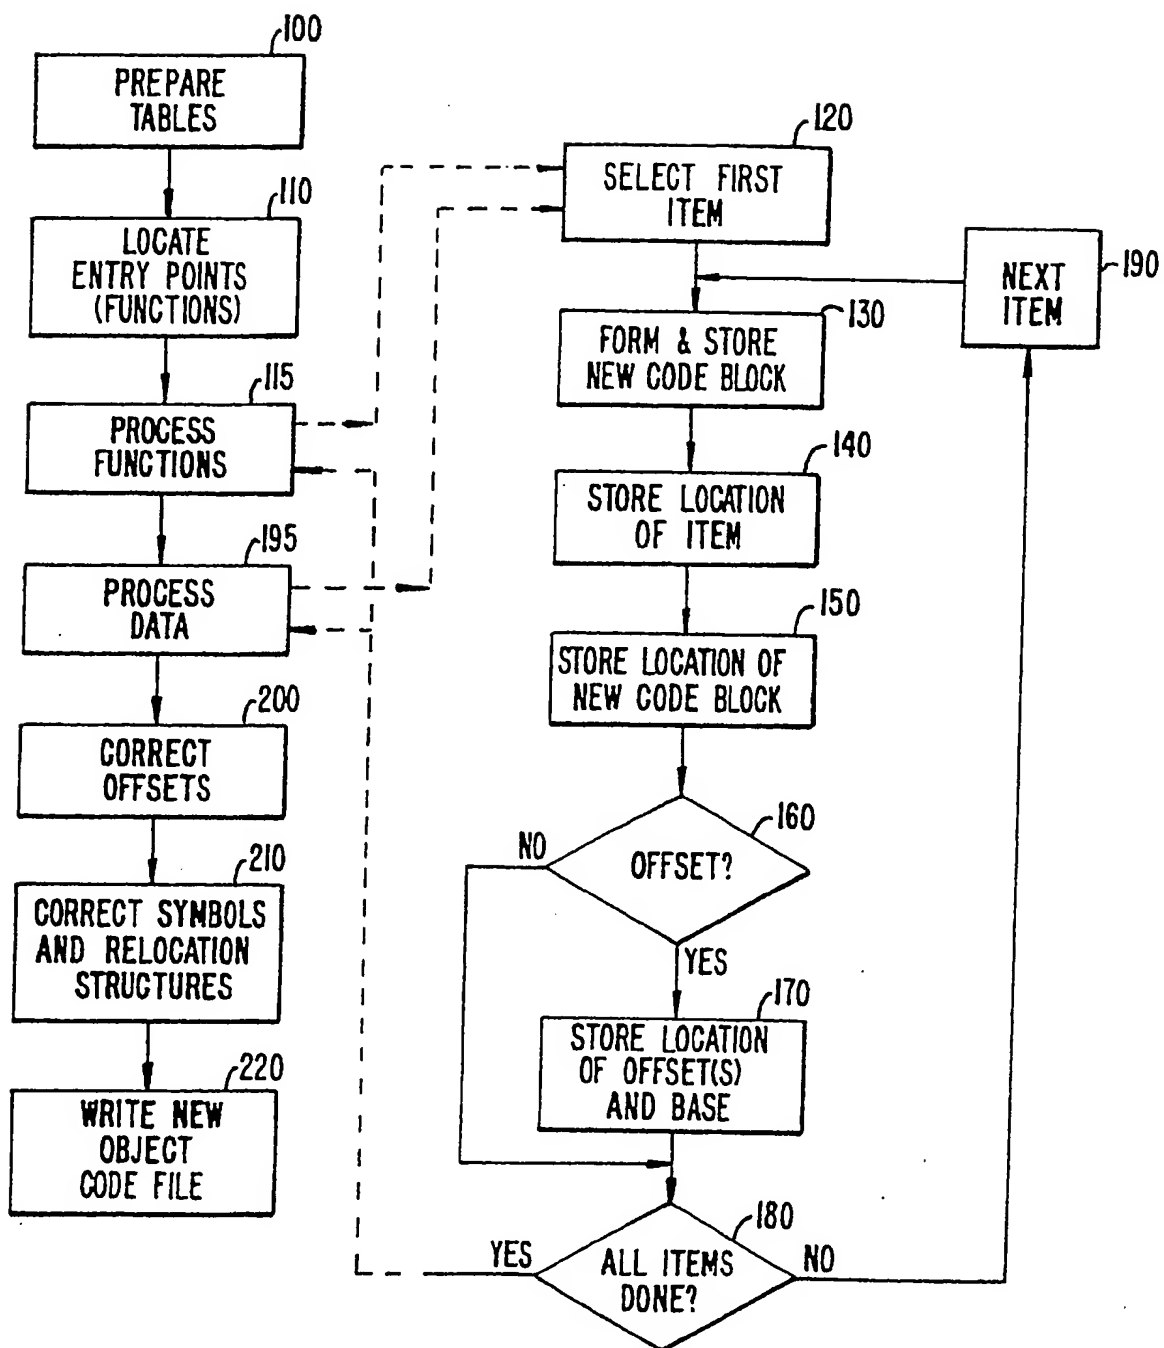 100
PREPARE
TABLES
110
LOCATE
ENTRY POINTS
(FUNCTIONS)
115
PROCESS
FUNCTIONS
195
PROCESS
DATA
200
CORRECT
OFFSETS
210
CORRECT SYMBOLS
AND RELOCATION
STRUCTURES
220
WRITE NEW
OBJECT
CODE FILE
120
SELECT FIRST
ITEM
190
NEXT
ITEM
130
FORM & STORE
NEW CODE BLOCK
140
STORE LOCATION
OF ITEM
150
STORE LOCATION OF
NEW CODE BLOCK
160
OFFSET?
NO
YES
170
STORE LOCATION
OF OFFSET(S)
AND BASE
180
ALL ITEMS
DONE?
YES
NO